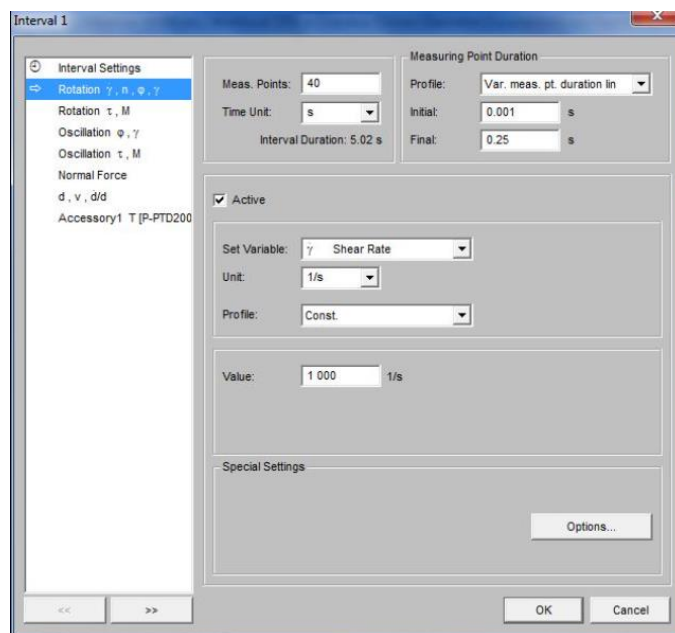 Interval 1
Interval Settings
Rotation γ̇ , n , φ , γ
Rotation τ , M
Oscillation φ , γ
Oscillation τ , M
Normal Force
d , v , ḋ/d
Accessory1 T [P-PTD200
<<
>>
Meas. Points: 40
Time Unit: s
Interval Duration: 5.02 s
Measuring Point Duration
Profile: Var. meas. pt. duration lin
Initial: 0.001 s
Final: 0.25 s
Active
Set Variable: γ̇ Shear Rate
Unit: 1/s
Profile: Const.
Value: 1 000 1/s
Special Settings
Options...
OK
Cancel